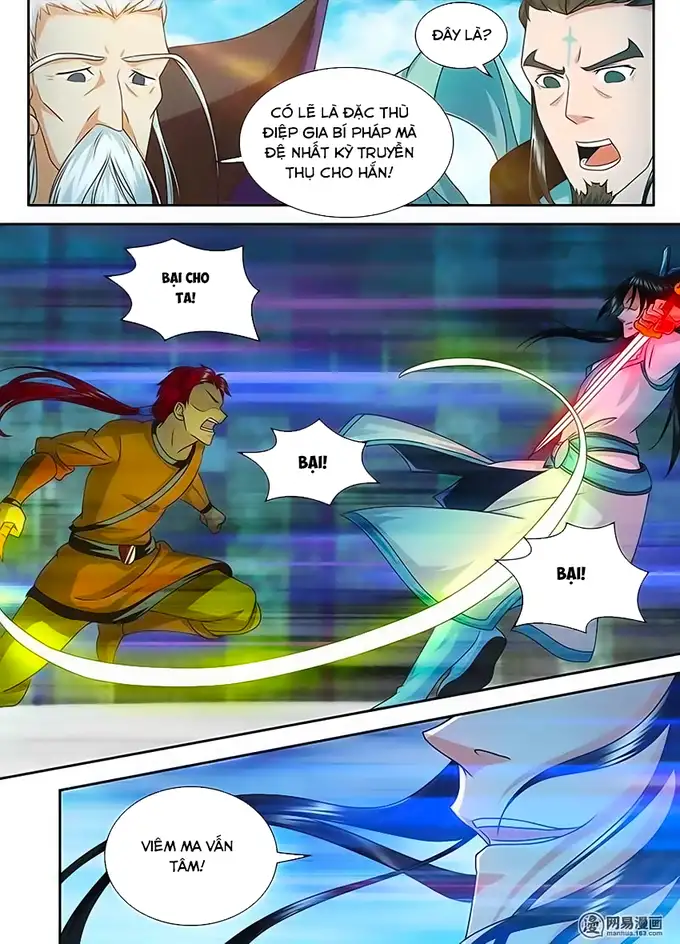 ĐÂY LÀ?
CÓ LẼ LÀ ĐẶC THÙ
ĐIỆP GIA BÍ PHÁP MÀ
ĐỆ NHẤT KỲ TRUYỀN
THỤ CHO HẮN!
BẠI CHO
TA!
BẠI!
BẠI!
VIÊM MA VẤN
TÂM!
网易漫画
manhua.163.com